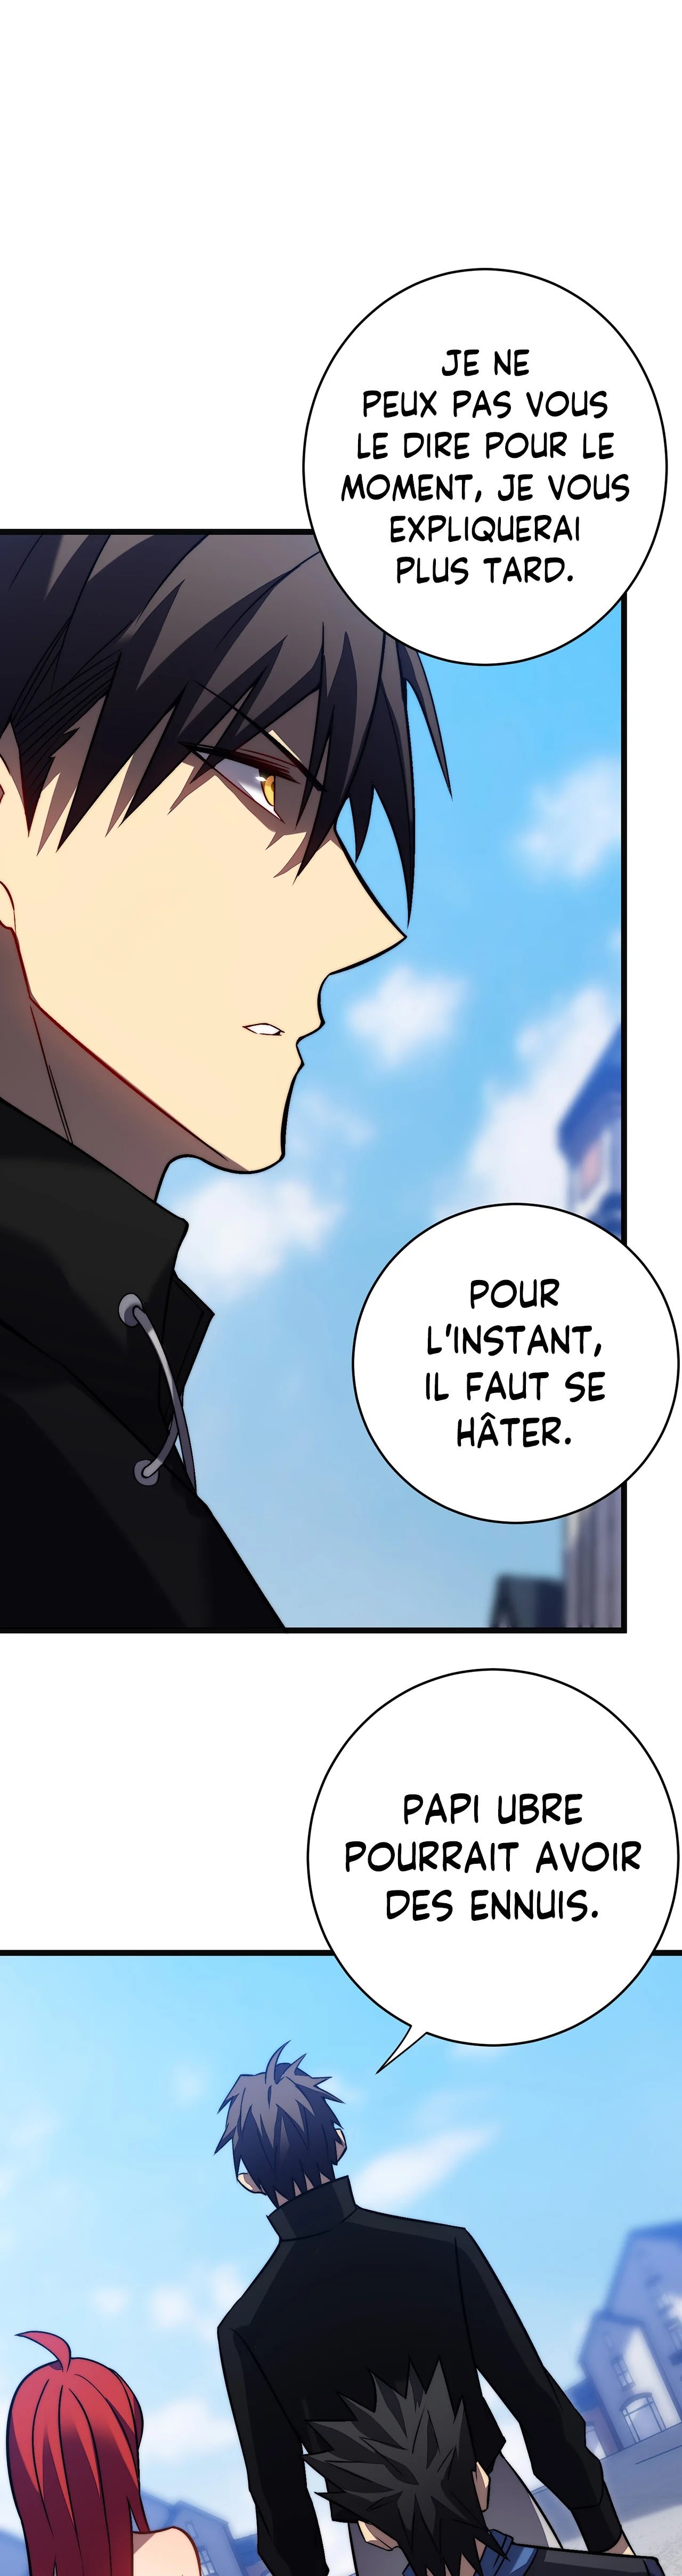 JE NE
PEUX PAS VOUS
LE DIRE POUR LE
MOMENT, JE VOUS
EXPLIQUERAI
PLUS TARD.
POUR
L'INSTANT,
IL FAUT SE
HÂTER.
PAPI UBRE
POURRAIT AVOIR
DES ENNUIS.